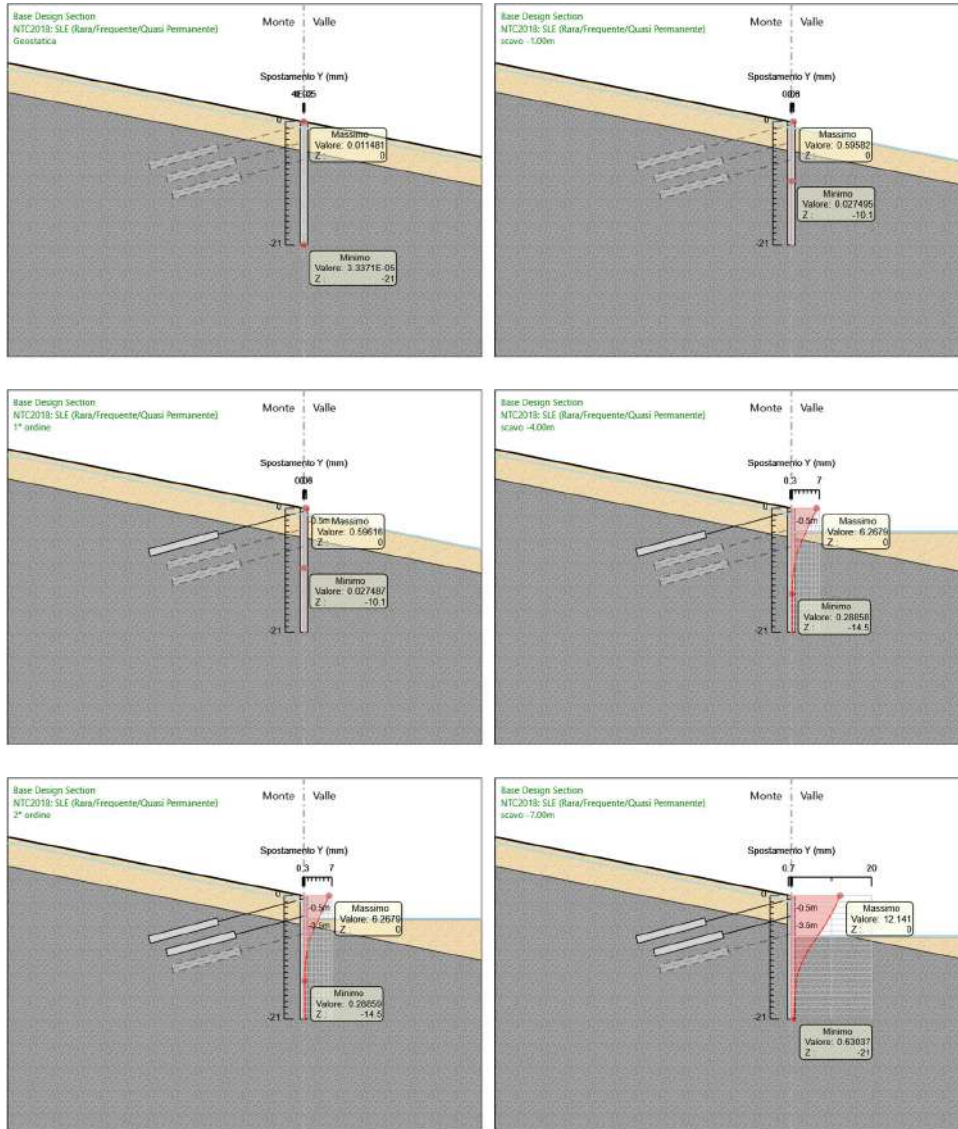 Base Design Section
NTC2018: SLE (Rara/Frequente/Quasi Permanente)
Geostatica
Monte
Valle
Spostamento Y (mm)
0
Massimo
Valore: 0.011481
Z : 0
-21
Minimo
Valore: 3.3371E-05
Z : -21
Base Design Section
NTC2018: SLE (Rara/Frequente/Quasi Permanente)
scavo -1.00m
Monte
Valle
Spostamento Y (mm)
0
Massimo
Valore: 0.59582
Z : 0
Minimo
Valore: 0.027495
Z : -10.1
-21
Base Design Section
NTC2018: SLE (Rara/Frequente/Quasi Permanente)
1° ordine
Monte
Valle
Spostamento Y (mm)
0
-0.5m
Massimo
Valore: 0.59616
Z : 0
Minimo
Valore: 0.027487
Z : -10.1
-21
Base Design Section
NTC2018: SLE (Rara/Frequente/Quasi Permanente)
scavo -4.00m
Monte
Valle
Spostamento Y (mm)
0.3 7
0
-0.5m
Massimo
Valore: 6.2679
Z : 0
Minimo
Valore: 0.28858
Z : -14.5
-21
Base Design Section
NTC2018: SLE (Rara/Frequente/Quasi Permanente)
2° ordine
Monte
Valle
Spostamento Y (mm)
0.3 7
0
-0.5m
Massimo
Valore: 6.2679
Z : 0
-3.5m
Minimo
Valore: 0.28859
Z : -14.5
-21
Base Design Section
NTC2018: SLE (Rara/Frequente/Quasi Permanente)
scavo -7.00m
Monte
Valle
Spostamento Y (mm)
0.7 20
0
-0.5m
Massimo
Valore: 12.141
Z : 0
-3.5m
-21
Minimo
Valore: 0.63037
Z : -21